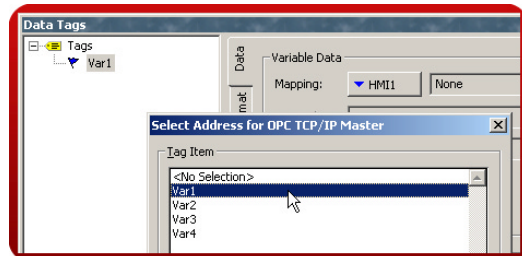 Data Tags
Tags
Var1
Data
Variable Data
Mapping:
HMI1
None
Select Address for OPC TCP/IP Master
Tag Item
<No Selection>
Var1
Var2
Var3
Var4